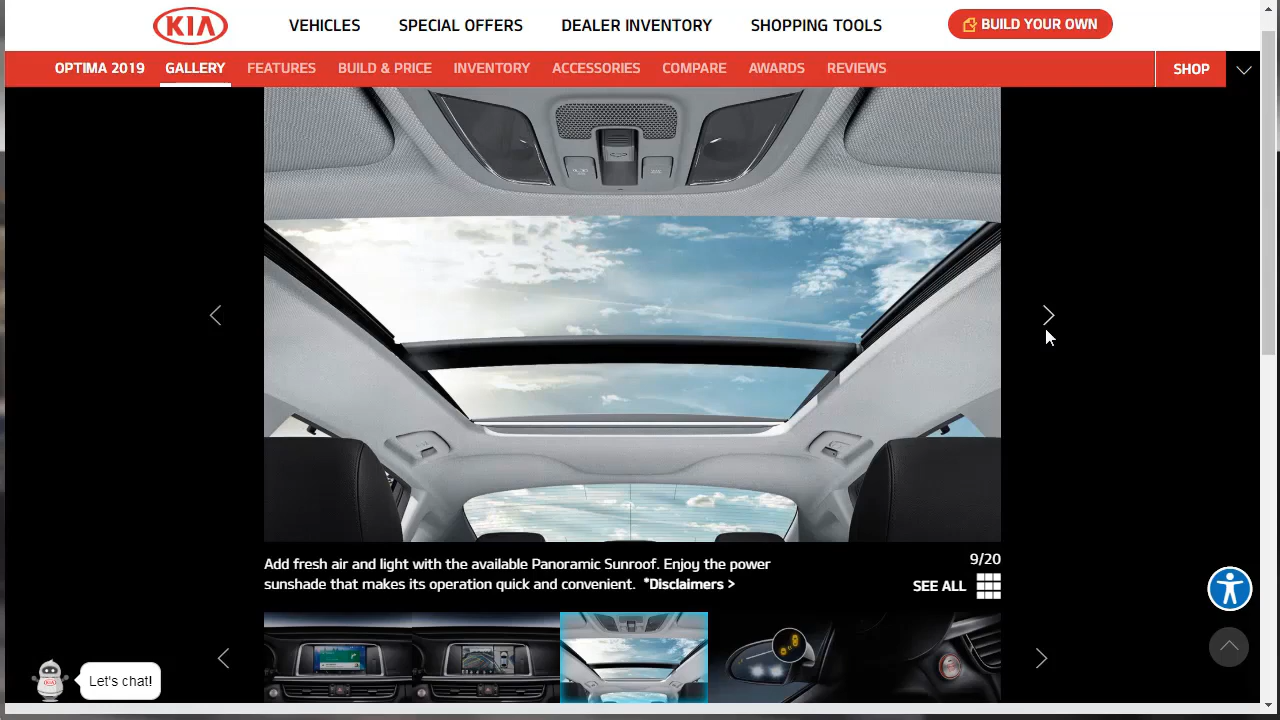 KIA
VEHICLES
SPECIAL OFFERS
DEALER INVENTORY
SHOPPING TOOLS
BUILD YOUR OWN
OPTIMA 2019
GALLERY
FEATURES
BUILD & PRICE
INVENTORY
ACCESSORIES
COMPARE
AWARDS
REVIEWS
SHOP
Add fresh air and light with the available Panoramic Sunroof. Enjoy the power
sunshade that makes its operation quick and convenient. *Disclaimers >
9/20
SEE ALL
Let's chat!